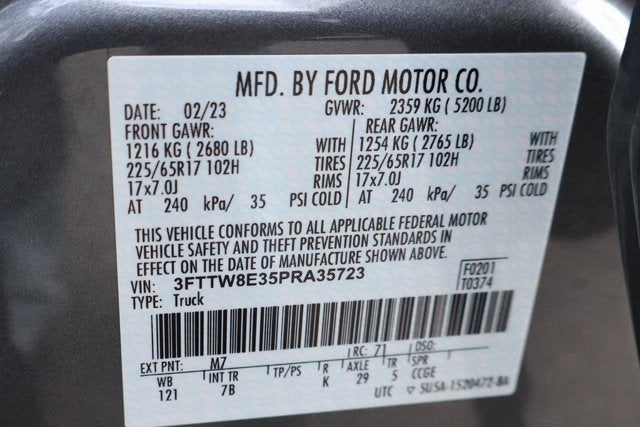 MFD. BY FORD MOTOR CO.
DATE: 02/23 GVWR: 2359 KG ( 5200 LB)
FRONT GAWR: REAR GAWR:
1216 KG ( 2680 LB) WITH 1254 KG ( 2765 LB) WITH
225/65R17 102H TIRES 225/65R17 102H TIRES
17x7.0J RIMS 17x7.0J RIMS
AT 240 kPa/ 35 PSI COLD AT 240 kPa/ 35 PSI COLD
THIS VEHICLE CONFORMS TO ALL APPLICABLE FEDERAL MOTOR
VEHICLE SAFETY AND THEFT PREVENTION STANDARDS IN
EFFECT ON THE DATE OF MANUFACTURE SHOWN ABOVE.
VIN: 3FTTW8E35PRA35723 F0201
TYPE: Truck T0374
EXT PNT: M7 RC: 71 DSO:
WB INT TR TP/PS R AXLE TR SPR
121 7B K 29 5 CCGE
UTC SU5A-1520472-BA